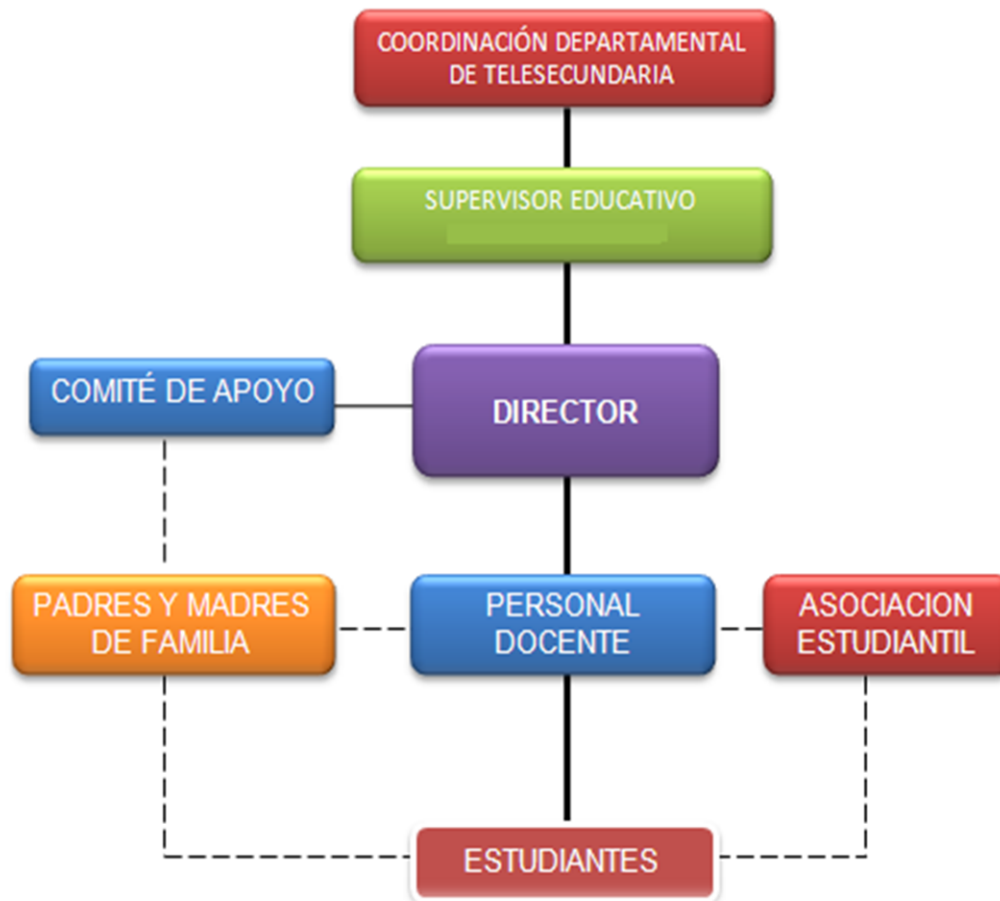 COORDINACIÓN DEPARTAMENTAL
DE TELESECUNDARIA
SUPERVISOR EDUCATIVO
COMITÉ DE APOYO
DIRECTOR
PADRES Y MADRES
DE FAMILIA
PERSONAL
DOCENTE
ASOCIACION
ESTUDIANTIL
ESTUDIANTES